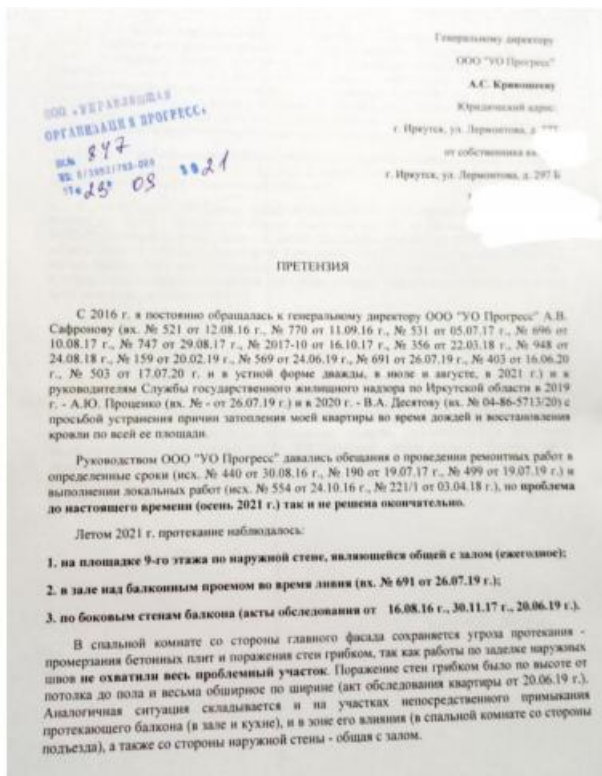 Генеральному директору
ООО "УО Прогресс"
А.С. Кривошееву
Юридический адрес:
г. Иркутск, ул. Лермонтова, д.
от собственника кв.
г. Иркутск, ул. Лермонтова, д. 297 Б
ООО «УПРАВЛЯЮЩАЯ
ОРГАНИЗАЦИЯ ПРОГРЕСС»
847
23 09 2021
ПРЕТЕНЗИЯ
С 2016 г. я постоянно обращалась к генеральному директору ООО "УО Прогресс" А.В.
Сафронову (вх. № 521 от 12.08.16 г., № 770 от 11.09.16 г., № 531 от 05.07.17 г., № 696 от
10.08.17 г., № 747 от 29.08.17 г., № 2017-10 от 16.10.17 г., № 356 от 22.03.18 г., № 948 от
24.08.18 г., № 159 от 20.02.19 г., № 569 от 24.06.19 г., № 691 от 26.07.19 г., № 403 от 16.06.20
г., № 503 от 17.07.20 г. и в устной форме дважды, в июле и августе, в 2021 г.) и к
руководителям Службы государственного жилищного надзора по Иркутской области в 2019
г. - А.Ю. Проценко (вх. № - от 26.07.19 г.) и в 2020 г. - В.А. Десятову (вх. № 04-86-5713/20) с
просьбой устранения причин затопления моей квартиры во время дождей и восстановления
кровли по всей ее площади.
Руководством ООО "УО Прогресс" давались обещания о проведении ремонтных работ в
определенные сроки (исх. № 440 от 30.08.16 г., № 190 от 19.07.17 г., № 499 от 19.07.19 г.) и
выполнении локальных работ (исх. № 554 от 24.10.16 г., № 221/1 от 03.04.18 г.), но проблема
до настоящего времени (осень 2021 г.) так и не решена окончательно.
Летом 2021 г. протекание наблюдалось:
1. на площадке 9-го этажа по наружной стене, являющейся общей с залом (ежегодное);
2. в зале над балконным проемом во время ливня (вх. № 691 от 26.07.19 г.);
3. по боковым стенам балкона (акты обследования от 16.08.16 г., 30.11.17 г., 20.06.19 г.).
В спальной комнате со стороны главного фасада сохраняется угроза протекания -
промерзания бетонных плит и поражения стен грибком, так как работы по заделке наружных
швов не охватили весь проблемный участок. Поражение стен грибком было по высоте от
потолка до пола и весьма обширное по ширине (акт обследования квартиры от 20.06.19 г.).
Аналогичная ситуация складывается и на участках непосредственного примыкания
протекающего балкона (в зале и кухне), и в зоне его влияния (в спальной комнате со стороны
подъезда), а также со стороны наружной стены - общая с залом.